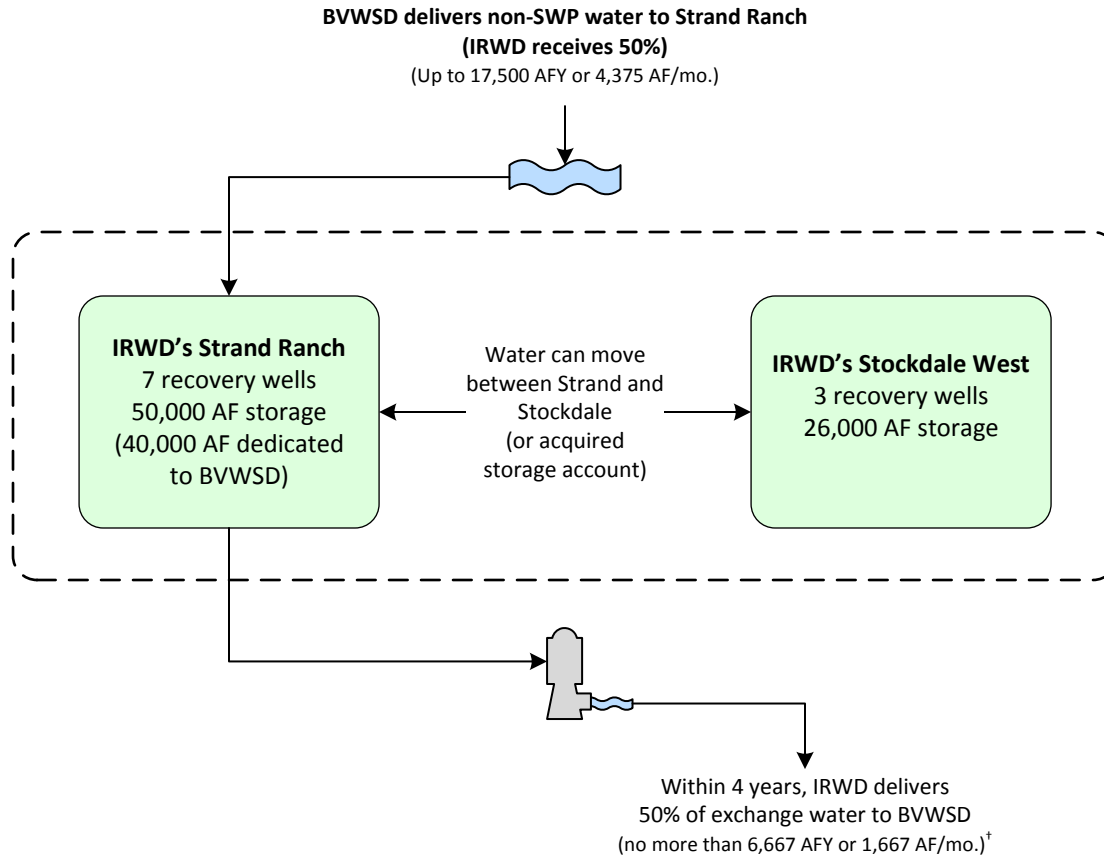 BVWSD delivers non-SWP water to Strand Ranch
(IRWD receives 50%)
(Up to 17,500 AFY or 4,375 AF/mo.)
IRWD’s Strand Ranch
7 recovery wells
50,000 AF storage
(40,000 AF dedicated
to BVWSD)
Water can move
between Strand and
Stockdale
(or acquired
storage account)
IRWD’s Stockdale West
3 recovery wells
26,000 AF storage
Within 4 years, IRWD delivers
50% of exchange water to BVWSD
(no more than 6,667 AFY or 1,667 AF/mo.)†